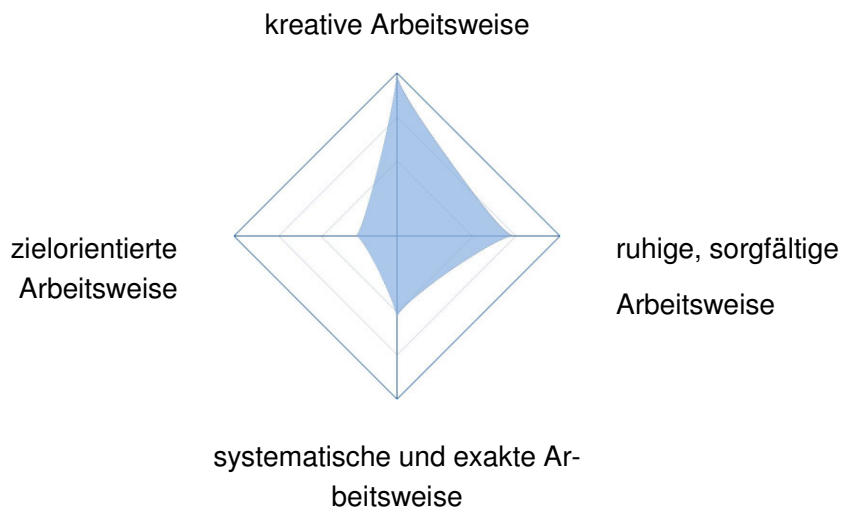 kreative Arbeitsweise
zielorientierte
Arbeitsweise
ruhige, sorgfältige
Arbeitsweise
systematische und exakte Ar-
beitsweise